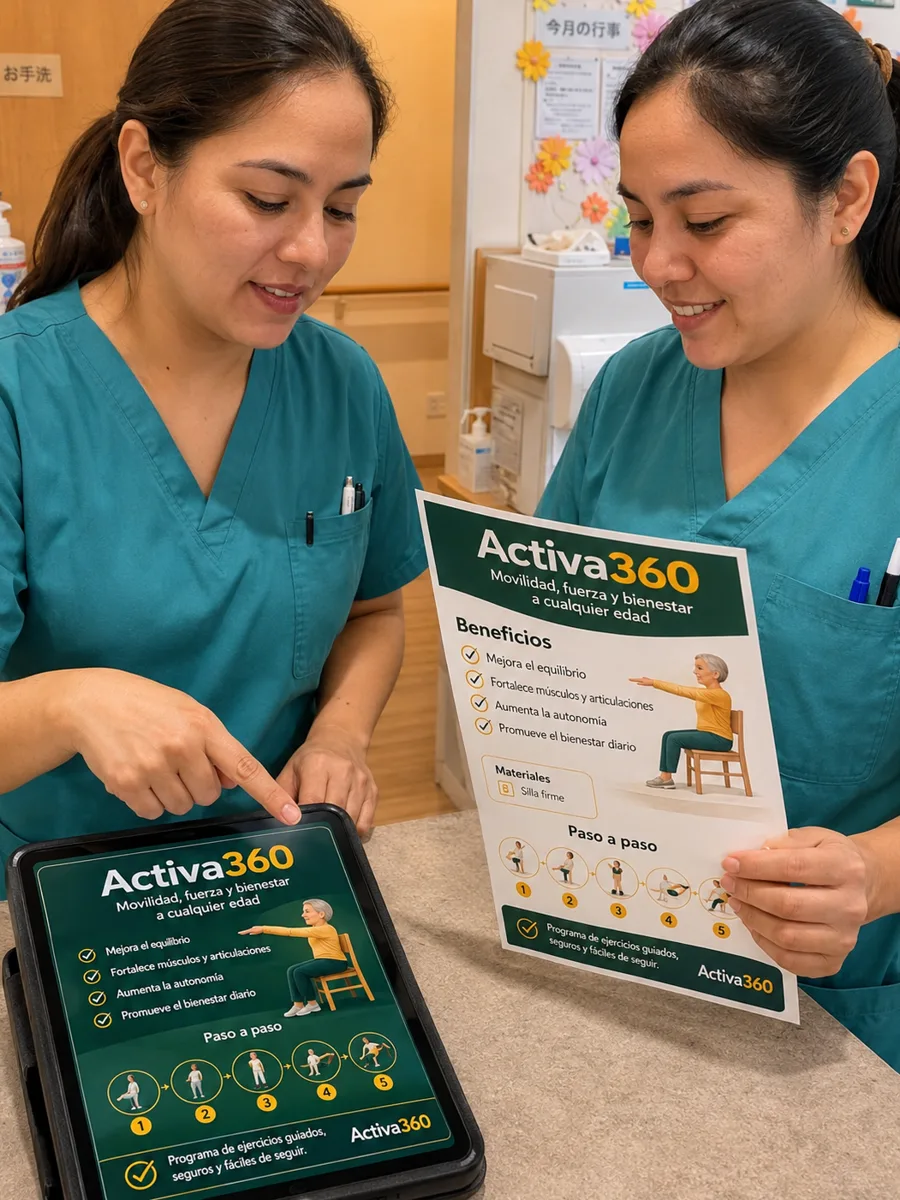 お手洗
今月の行事
Activa360
Movilidad, fuerza y bienestar
a cualquier edad
Beneficios
Mejora el equilibrio
Fortalece músculos y articulaciones
Aumenta la autonomía
Promueve el bienestar diario
Materiales
B Silla firme
Paso a paso
1 2 3 4 5
Programa de ejercicios guiados,
seguros y fáciles de seguir.
Activa360
Activa360
Movilidad, fuerza y bienestar
a cualquier edad
Mejora el equilibrio
Fortalece músculos y articulaciones
Aumenta la autonomía
Promueve el bienestar diario
Paso a paso
1 2 3 4 5
Programa de ejercicios guiados,
seguros y fáciles de seguir.
Activa360